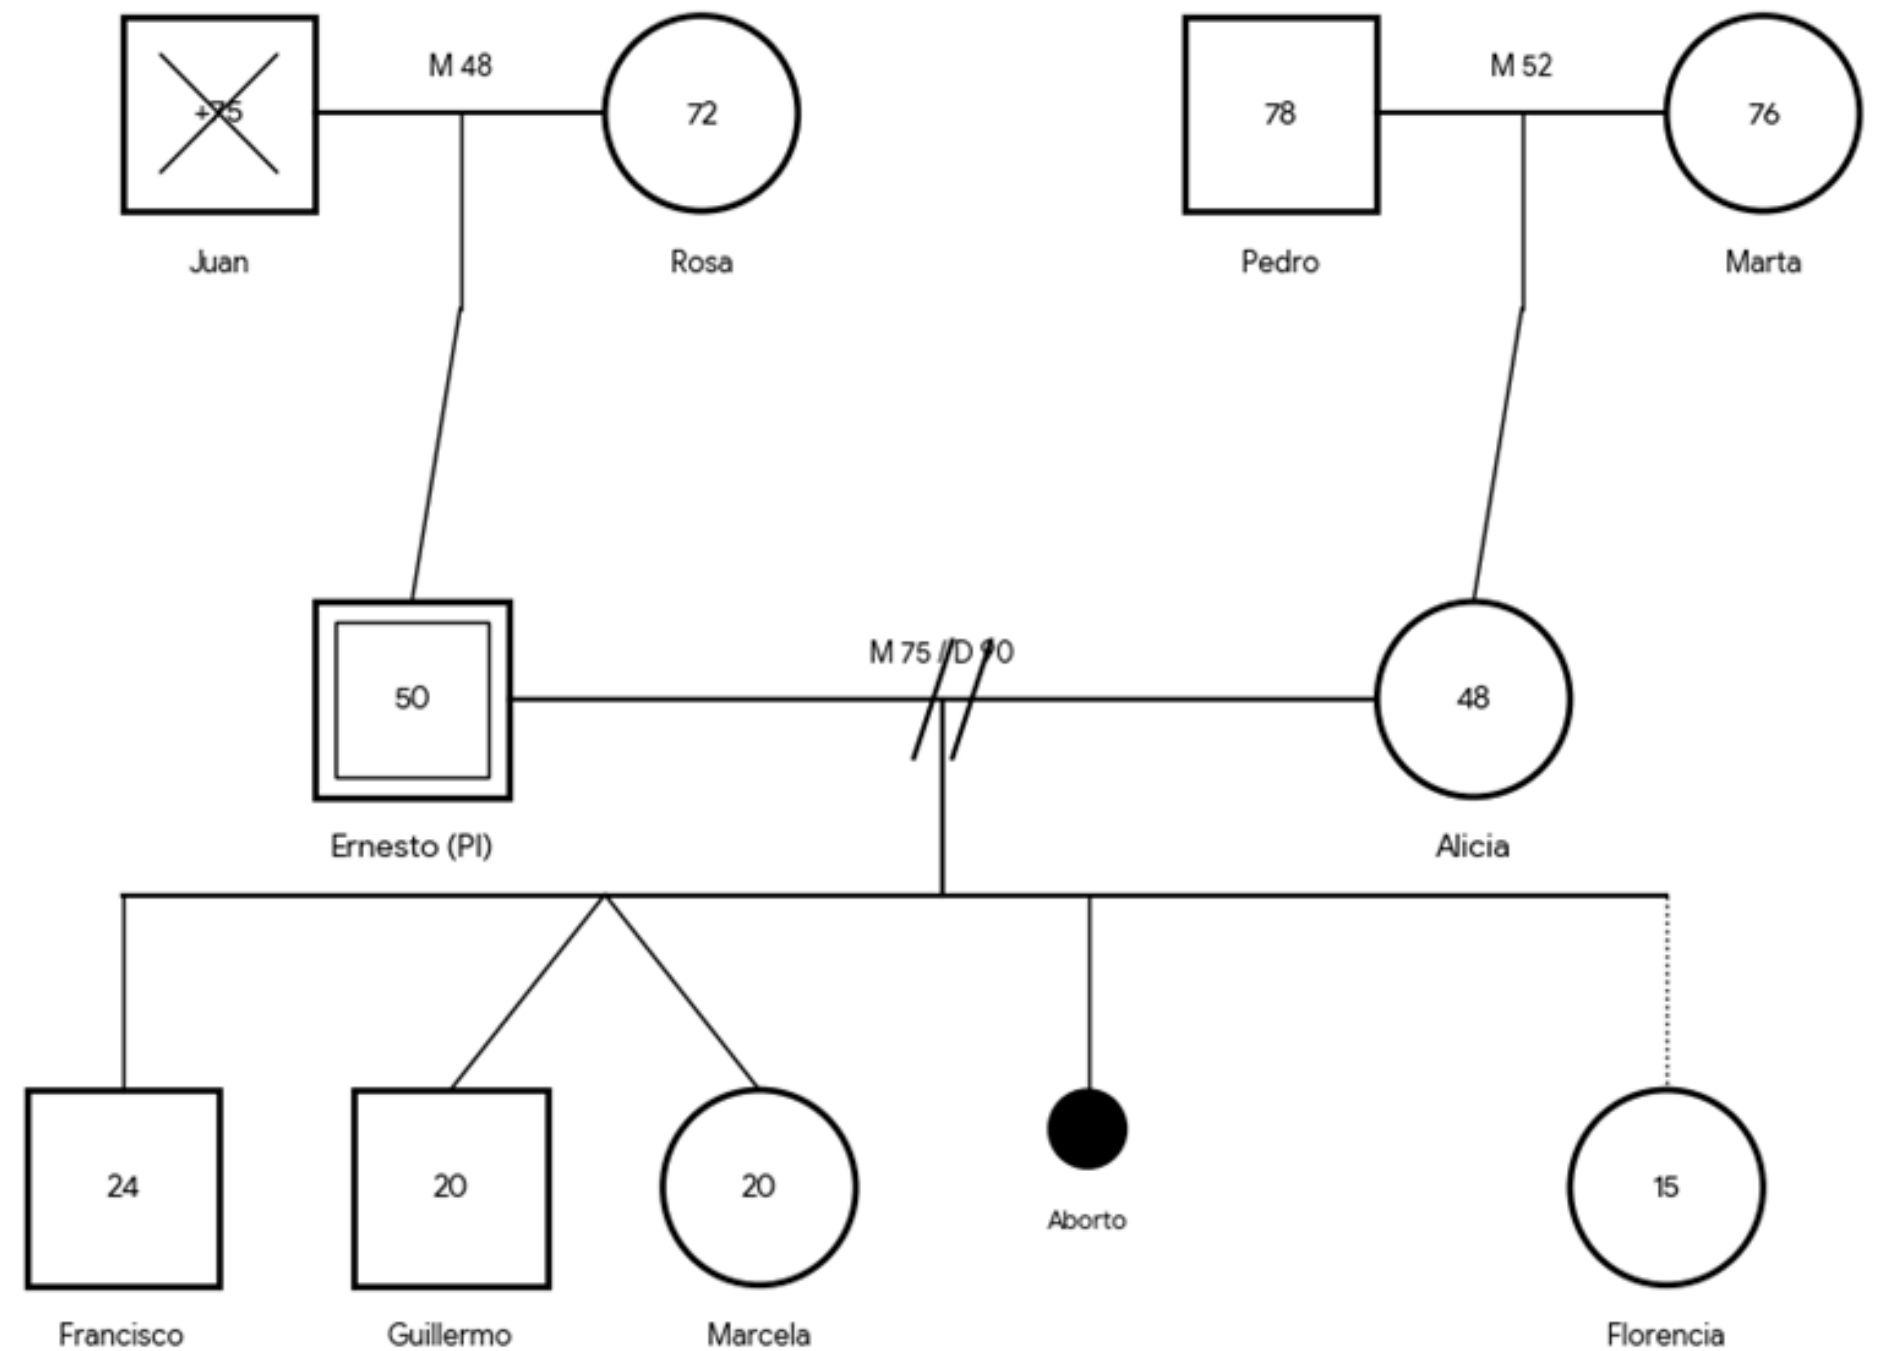 M 48
M 52
+75
72
78
76
Juan
Rosa
Pedro
Marta
M 75 / D 90
50
48
Ernesto (PI)
Alicia
24
20
20
15
Aborto
Francisco
Guillermo
Marcela
Florencia